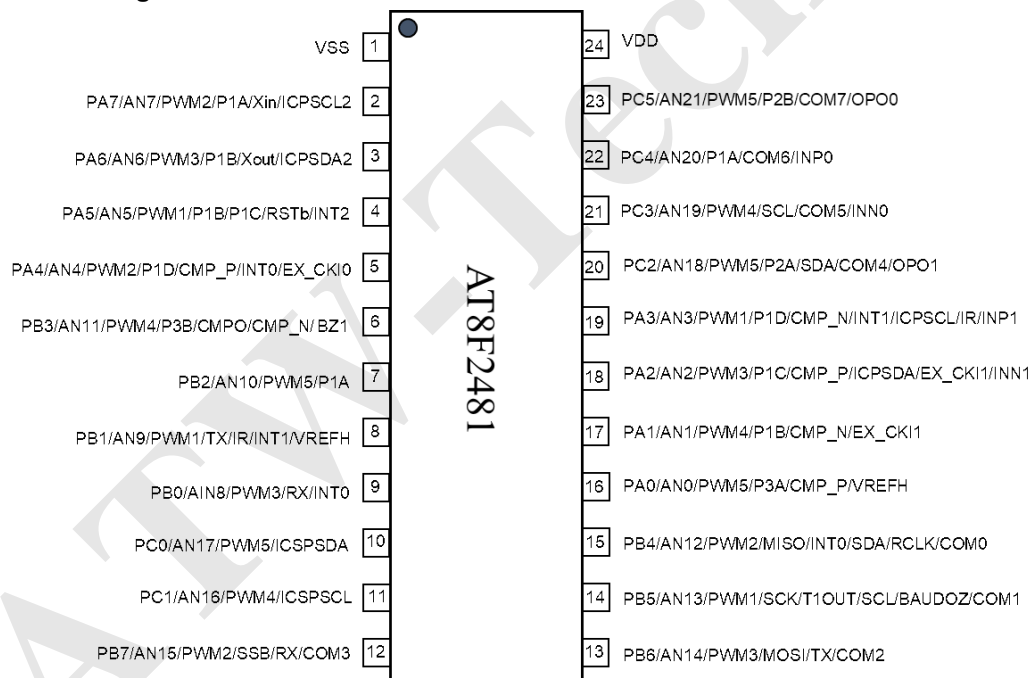 VSS 1
24 VDD
PA7/AN7/PWM2/P1A/Xin/ICPSCL2 2
23 PC5/AN21/PWM5/P2B/COM7/OPO0
PA6/AN6/PWM3/P1B/Xout/ICPSDA2 3
22 PC4/AN20/P1A/COM6/INP0
PA5/AN5/PWM1/P1B/P1C/RSTb/INT2 4
21 PC3/AN19/PWM4/SCL/COM5/INN0
PA4/AN4/PWM2/P1D/CMP_P/INT0/EX_CKI0 5
20 PC2/AN18/PWM5/P2A/SDA/COM4/OPO1
PB3/AN11/PWM4/P3B/CMPO/CMP_N/BZ1 6
19 PA3/AN3/PWM1/P1D/CMP_N/INT1/ICPSCL/IR/INP1
PB2/AN10/PWM5/P1A 7
18 PA2/AN2/PWM3/P1C/CMP_P/ICPSDA/EX_CKI1/INN1
PB1/AN9/PWM1/TX/IR/INT1/VREFH 8
17 PA1/AN1/PWM4/P1B/CMP_N/EX_CKI1
PB0/AIN8/PWM3/RX/INT0 9
16 PA0/AN0/PWM5/P3A/CMP_P/VREFH
PC0/AN17/PWM5/ICSPSDA 10
15 PB4/AN12/PWM2/MISO/INT0/SDA/RCLK/COM0
PC1/AN16/PWM4/ICSPSCL 11
14 PB5/AN13/PWM1/SCK/T1OUT/SCL/BAUDOZ/COM1
PB7/AN15/PWM2/SSB/RX/COM3 12
13 PB6/AN14/PWM3/MOSI/TX/COM2
AT8F2481
ATW-Tech